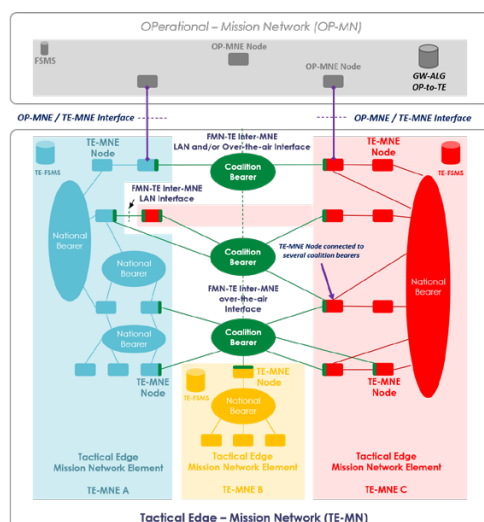 OPerational – Mission Network (OP-MN)
FSMS
OP-MNE Node
OP-MNE Node
GW-ALG
OP-to-TE
OP-MNE / TE-MNE Interface
OP-MNE / TE-MNE Interface
TE-MNE
Node
FMN-TE Inter-MNE
LAN and/or Over-the-air Interface
TE-MNE
Node
TE-FSMS
TE-FSMS
Coalition
Bearer
FMN-TE Inter-MNE
LAN Interface
National
Bearer
National
Bearer
Coalition
Bearer
TE-MNE Node connected to
several coalition bearers
National
Bearer
FMN-TE Inter-MNE
over-the-air
Interface
National
Bearer
Coalition
Bearer
TE-MNE
Node
TE-MNE
Node
TE-MNE
Node
TE-FSMS
National
Bearer
Tactical Edge
Mission Network Element
Tactical Edge
Mission Network Element
Tactical Edge
Mission Network Element
TE-MNE A
TE-MNE B
TE-MNE C
Tactical Edge – Mission Network (TE-MN)